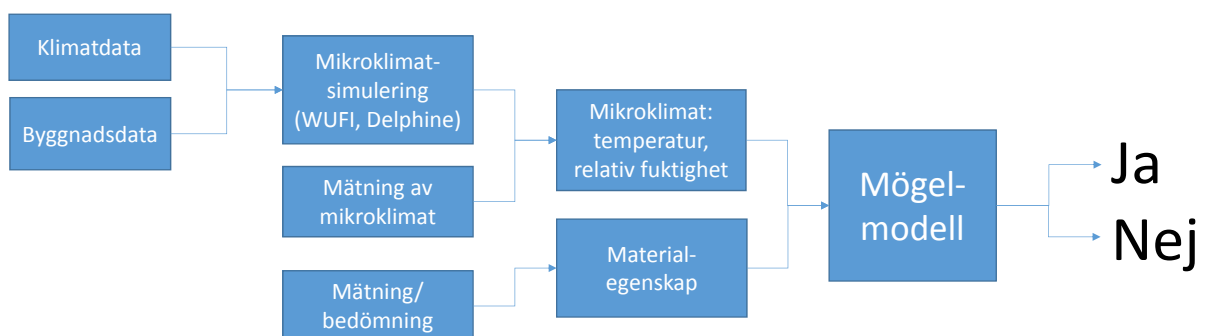 Klimatdata
Byggnadsdata
Mikroklimat-
simulering
(WUFI, Delphine)
Mätning av
mikroklimat
Mätning/
bedömning
Mikroklimat:
temperatur,
relativ fuktighet
Material-
egenskap
Mögel-
modell
Ja
Nej